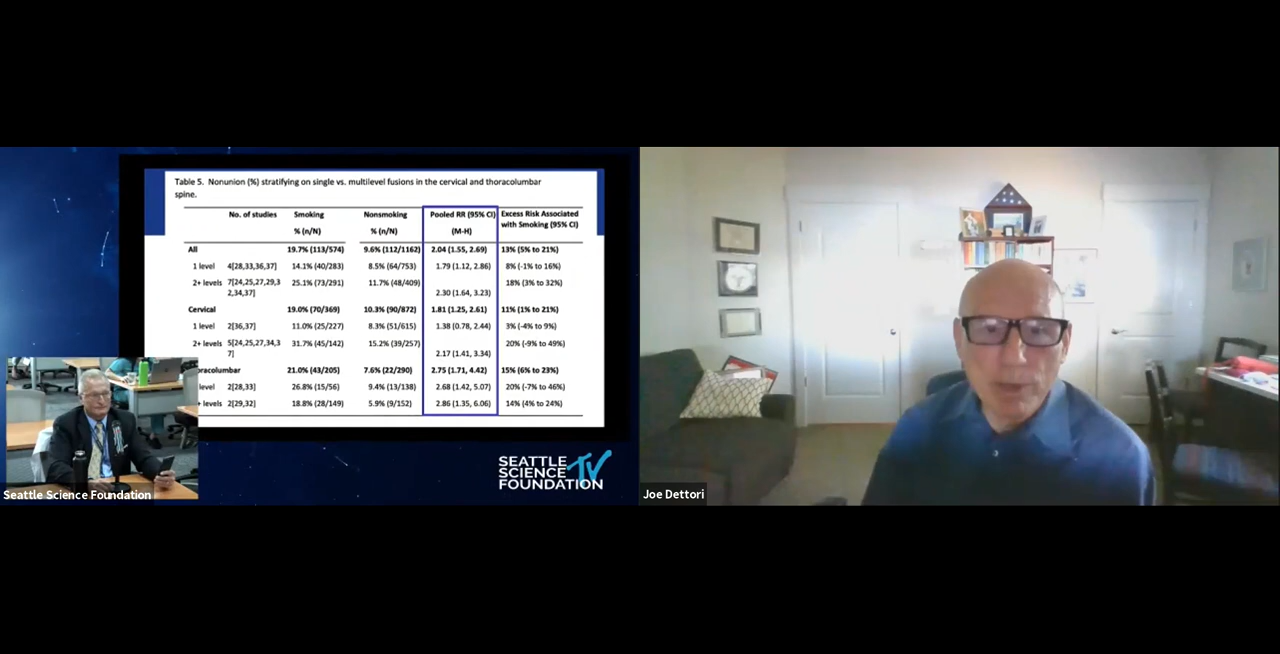 Table 5. Nonunion (%) stratifying on single vs. multilevel fusions in the cervical and thoracolumbar
spine.
No. of studies Smoking Nonsmoking Pooled RR (95% CI) Excess Risk Associated
with Smoking (95% CI)
% (n/N) % (n/N) (M-H)
All 19.7% (113/574) 9.6% (112/1162) 2.04 (1.55, 2.69) 13% (5% to 21%)
1 level 4[28,33,36,37] 14.1% (40/283) 8.5% (64/753) 1.79 (1.12, 2.86) 8% (-1% to 16%)
2+ levels 7[24,25,27,29,3 25.1% (73/291) 11.7% (48/409) 18% (3% to 32%)
2,34,37] 2.30 (1.64, 3.23)
Cervical 19.0% (70/369) 10.3% (90/872) 1.81 (1.25, 2.61) 11% (1% to 21%)
1 level 2[36,37] 11.0% (25/227) 8.3% (51/615) 1.38 (0.78, 2.44) 3% (-4% to 9%)
2+ levels 5[24,25,27,34,3 31.7% (45/142) 15.2% (39/257) 20% (-9% to 49%)
7] 2.17 (1.41, 3.34)
oracolumbar 21.0% (43/205) 7.6% (22/290) 2.75 (1.71, 4.42) 15% (6% to 23%)
level 2[28,33] 26.8% (15/56) 9.4% (13/138) 2.68 (1.42, 5.07) 20% (-7% to 46%)
+ levels 2[29,32] 18.8% (28/149) 5.9% (9/152) 2.86 (1.35, 6.06) 14% (4% to 24%)
SEATTLE
SCIENCE TV
FOUNDATION
Seattle Science Foundation
Joe Dettori